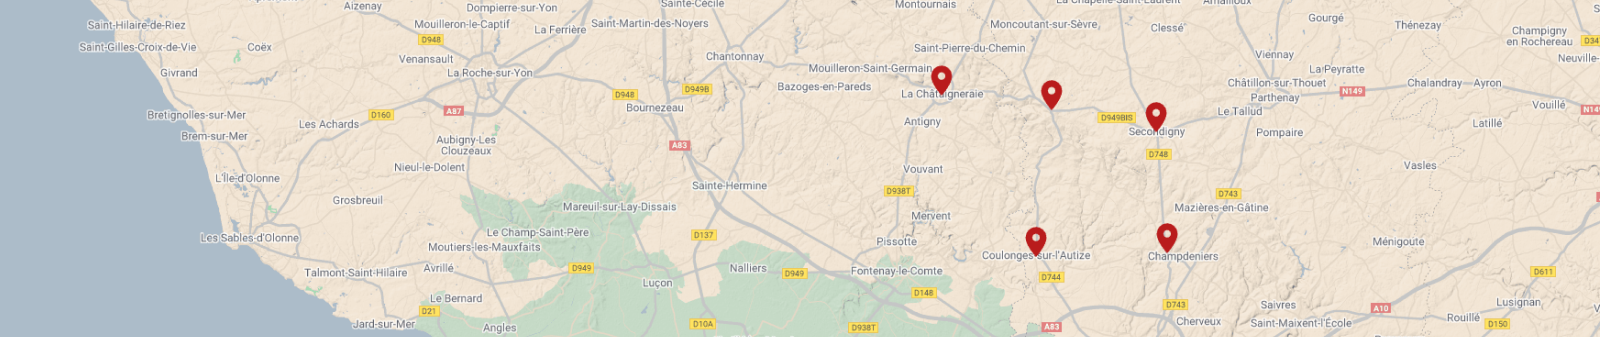 Aizenay
Dompierre-sur-Yon
Sainte-Cécile
Montournais
La Chapelle-Saint-Laurent
Amailloux
Gourgé
Saint-Hilaire-de-Riez
Mouilleron-le-Captif
La Ferrière
Saint-Martin-des-Noyers
Moncoutant-sur-Sèvre
Clessé
Thénezay
Champigny
en Rochereau
D948
D347
Saint-Gilles-Croix-de-Vie
Coëx
Venansault
Chantonnay
Saint-Pierre-du-Chemin
Viennay
Neuville-
Givrand
La Roche-sur-Yon
Mouilleron-Saint-Germain
La Peyratte
Bazoges-en-Pareds
Châtillon-sur-Thouet
Chalandray
Ayron
D948
D949B
La Châtaigneraie
N149
Parthenay
Bretignolles-sur-Mer
D160
A87
Bournezeau
Vouillé
N149
Les Achards
Antigny
D949BIS
Le Tallud
Latillé
Brem-sur-Mer
Aubigny-Les
Clouzeaux
A83
Secondigny
Pompaire
D748
Nieul-le-Dolent
Vouvant
Vasles
L'Île-d'Olonne
Sainte-Hermine
D938T
D743
Grosbreuil
Mareuil-sur-Lay-Dissais
Mervent
Mazières-en-Gâtine
Les Sables-d'Olonne
Le Champ-Saint-Père
D137
Pissotte
Ménigoute
Moutiers-les-Mauxfaits
Coulonges-sur-l'Autize
Champdeniers
Talmont-Saint-Hilaire
Avrillé
D949
Nalliers
D949
Fontenay-le-Comte
D744
D611
Luçon
D148
Le Bernard
D743
Saivres
A10
Lusignan
D21
Jard-sur-Mer
Angles
D10A
D938T
A83
Cherveux
Saint-Maixent-l'École
Rouillé
D150